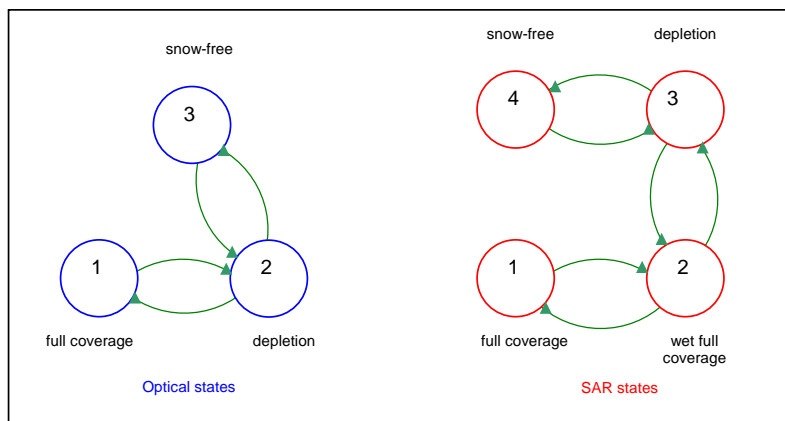 snow-free
3
1
2
full coverage
depletion
Optical states
snow-free
depletion
4
3
1
2
full coverage
wet full
coverage
SAR states